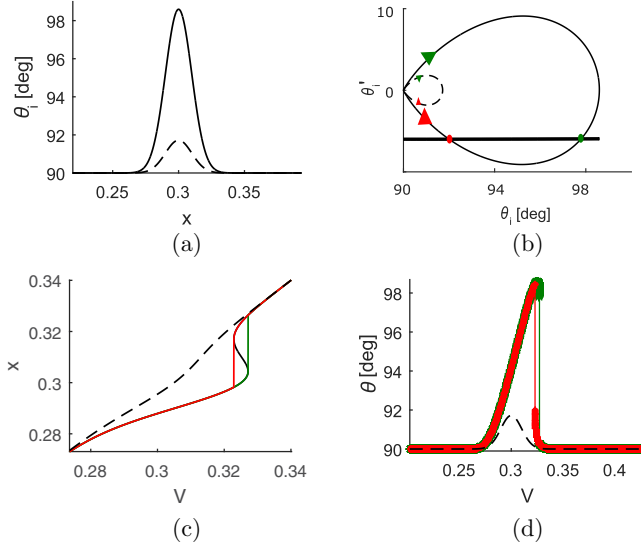 98
96
94
92
90
θi [deg]
0.25 0.3 0.35
x
(a)
10
0
θi'
90 94 98
θi [deg]
(b)
0.34
0.32
0.3
0.28
x
0.28 0.3 0.32 0.34
V
(c)
98
96
94
92
90
θ [deg]
0.25 0.3 0.35 0.4
V
(d)